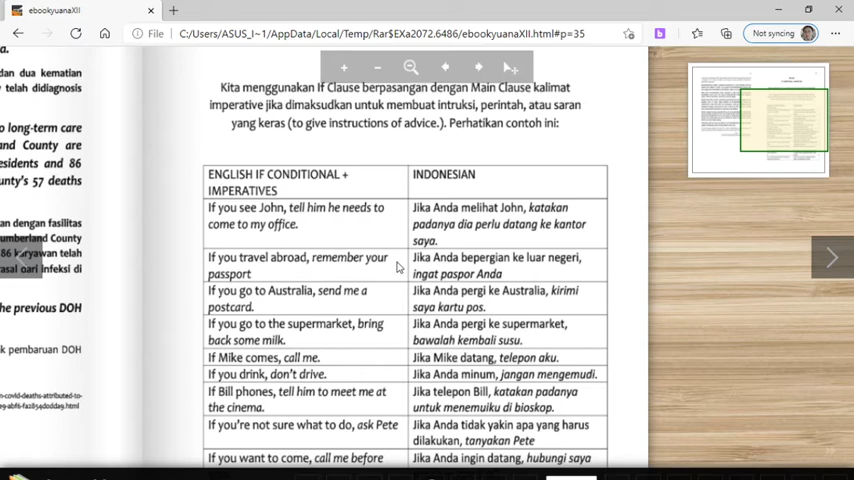 ebookyuanaXII
File
C:/Users/ASUS_I~1/AppData/Local/Temp/Rar$EXa2072.6486/ebookyuanaXII.html#p=35
Not syncing
a.
dan dua kematian
telah didiagnosis
o long-term care
and County are
esidents and 86
unty's 57 deaths
an dengan fasilitas
umberland County
86 karyawan telah
rasal dari infeksi di
he previous DOH
k pembaruan DOH
n-covid-deaths-attributed-to-
Kita menggunakan If Clause berpasangan dengan Main Clause kalimat
imperative jika dimaksudkan untuk membuat intruksi, perintah, atau saran
yang keras (to give instructions of advice.). Perhatikan contoh ini:
ENGLISH IF CONDITIONAL +
IMPERATIVES
INDONESIAN
If you see John, tell him he needs to
come to my office.
Jika Anda melihat John, katakan
padanya dia perlu datang ke kantor
saya.
If you travel abroad, remember your
passport
Jika Anda bepergian ke luar negeri,
ingat paspor Anda
If you go to Australia, send me a
postcard.
Jika Anda pergi ke Australia, kirimi
saya kartu pos.
If you go to the supermarket, bring
back some milk.
Jika Anda pergi ke supermarket,
bawalah kembali susu.
If Mike comes, call me.
Jika Mike datang, telepon aku.
If you drink, don't drive.
Jika Anda minum, jangan mengemudi.
If Bill phones, tell him to meet me at
the cinema.
Jika telepon Bill, katakan padanya
untuk menemuiku di bioskop.
If you're not sure what to do, ask Pete
Jika Anda tidak yakin apa yang harus
dilakukan, tanyakan Pete
If you want to come, call me before
Jika Anda ingin datang, hubungi saya